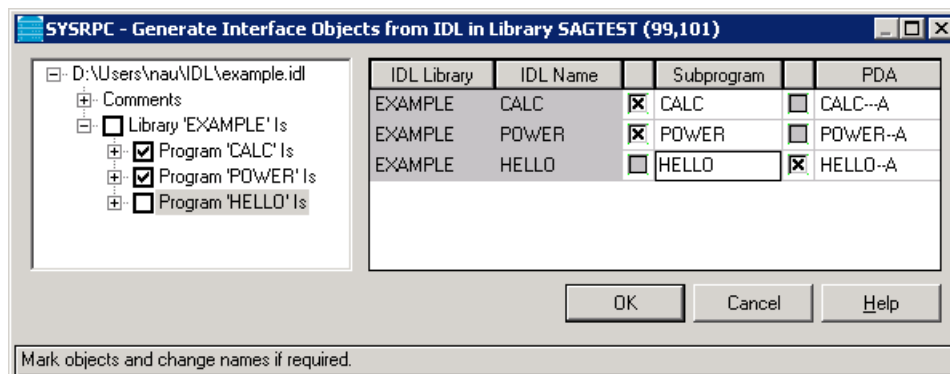 SYSRPC - Generate Interface Objects from IDL in Library SAGTEST (99,101)
D:\Users\nau\IDL\example.idl
Comments
Library 'EXAMPLE' Is
Program 'CALC' Is
Program 'POWER' Is
Program 'HELLO' Is
IDL Library IDL Name Subprogram PDA
EXAMPLE CALC CALC CALC---A
EXAMPLE POWER POWER POWER--A
EXAMPLE HELLO HELLO HELLO--A
OK Cancel Help
Mark objects and change names if required.